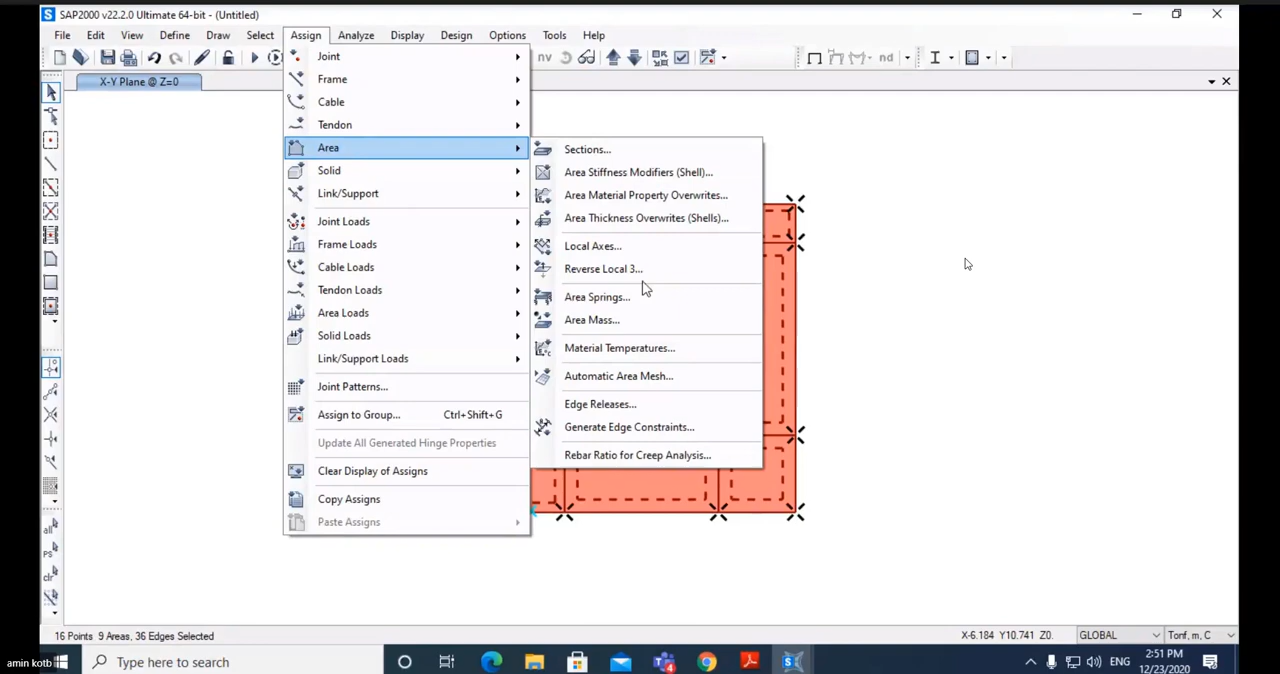 SAP2000 v22.2.0 Ultimate 64-bit - (Untitled)
File Edit View Define Draw Select Assign Analyze Display Design Options Tools Help
nv
nd
X-Y Plane @ Z=0
Joint
Frame
Cable
Tendon
Area
Solid
Link/Support
Joint Loads
Frame Loads
Cable Loads
Tendon Loads
Area Loads
Solid Loads
Link/Support Loads
Joint Patterns...
Assign to Group... Ctrl+Shift+G
Update All Generated Hinge Properties
Clear Display of Assigns
Copy Assigns
Paste Assigns
Sections...
Area Stiffness Modifiers (Shell)...
Area Material Property Overwrites...
Area Thickness Overwrites (Shells)...
Local Axes...
Reverse Local 3...
Area Springs...
Area Mass...
Material Temperatures...
Automatic Area Mesh...
Edge Releases...
Generate Edge Constraints...
Rebar Ratio for Creep Analysis...
all
PS
clr
16 Points 9 Areas, 36 Edges Selected
X-6.184 Y10.741 Z0.
GLOBAL
Tonf, m, C
amin kotb
Type here to search
4
ENG
2:51 PM
12/23/2020